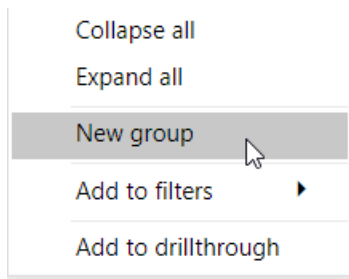 Collapse all
Expand all
New group
Add to filters
Add to drillthrough